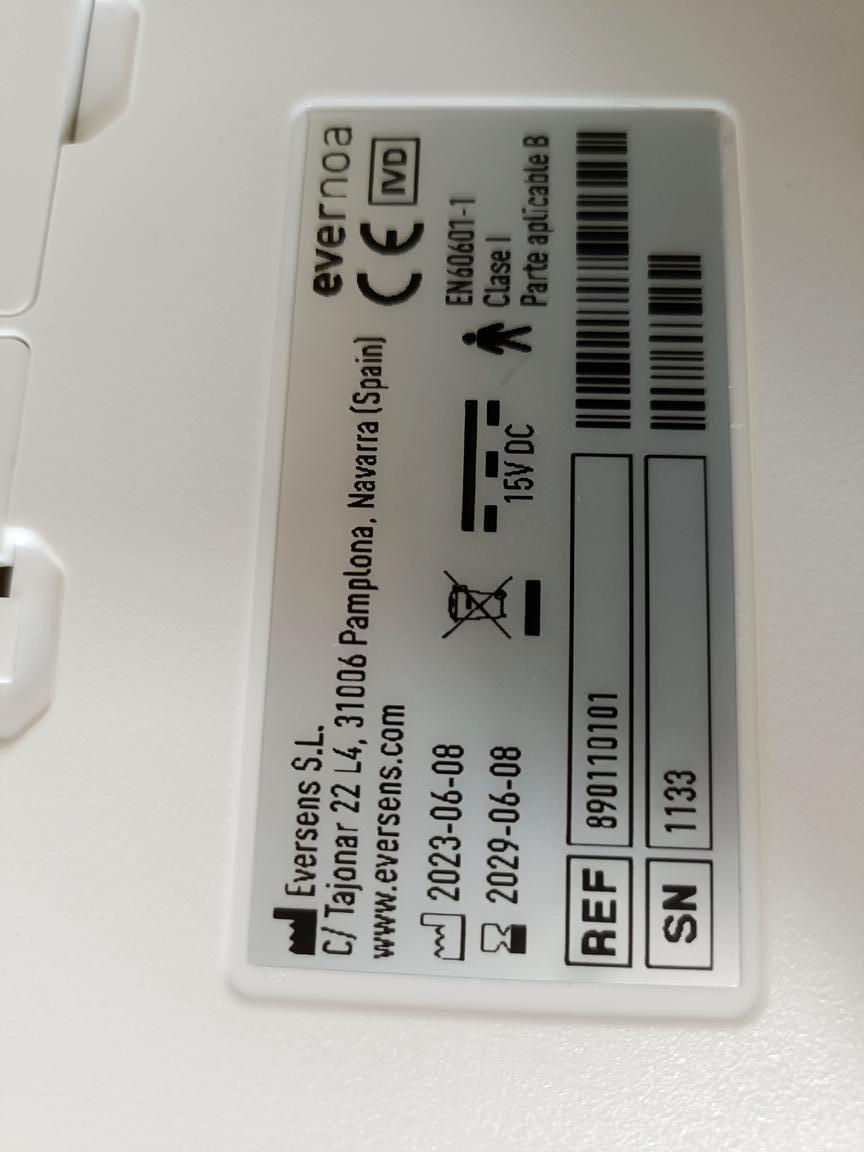 Eversens S.L.
C/ Tajonar 22 L4, 31006 Pamplona, Navarra (Spain)
www.eversens.com
evernoa
CE IVD
2023-06-08
2029-06-08
15V DC
EN60601-1
Clase I
Parte aplicable B
REF 890110101
SN 1133